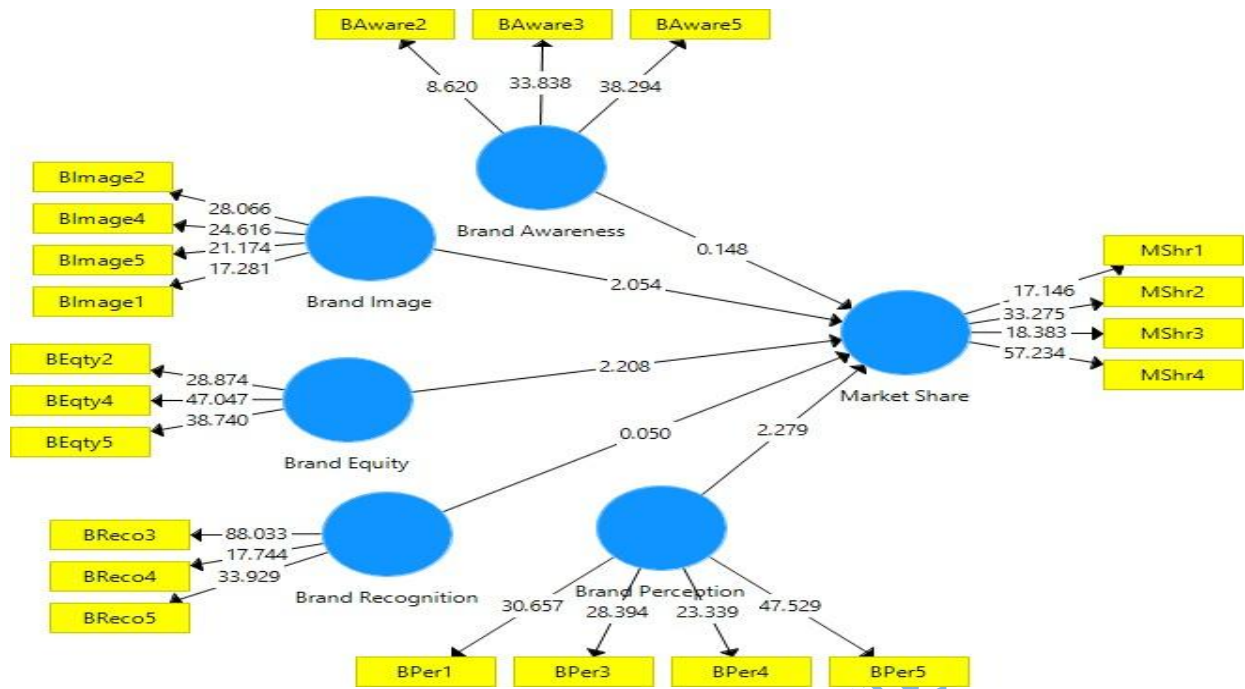 BAware2 BAware3 BAware5
8.620 33.838 38.294
Brand Awareness
BImage2
BImage4
BImage5
BImage1
28.066
24.616
21.174
17.281
Brand Image
0.148
2.054
BEqty2
BEqty4
BEqty5
28.874
47.047
38.740
Brand Equity
2.208
BReco3
BReco4
BReco5
88.033
17.744
33.929
Brand Recognition
0.050
Brand Perception
2.279
30.657 28.394 23.339 47.529
BPer1 BPer3 BPer4 BPer5
Market Share
17.146
33.275
18.383
57.234
MShr1
MShr2
MShr3
MShr4